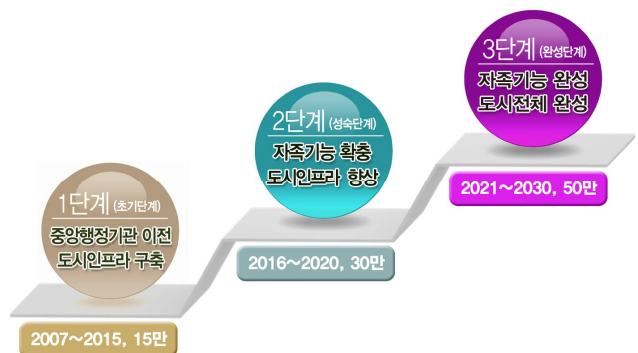 1단계 (초기단계)
중앙행정기관 이전
도시인프라 구축
2007~2015, 15만
2단계 (성숙단계)
자족기능 확충
도시인프라 향상
2016~2020, 30만
3단계 (완성단계)
자족기능 완성
도시전체 완성
2021~2030, 50만